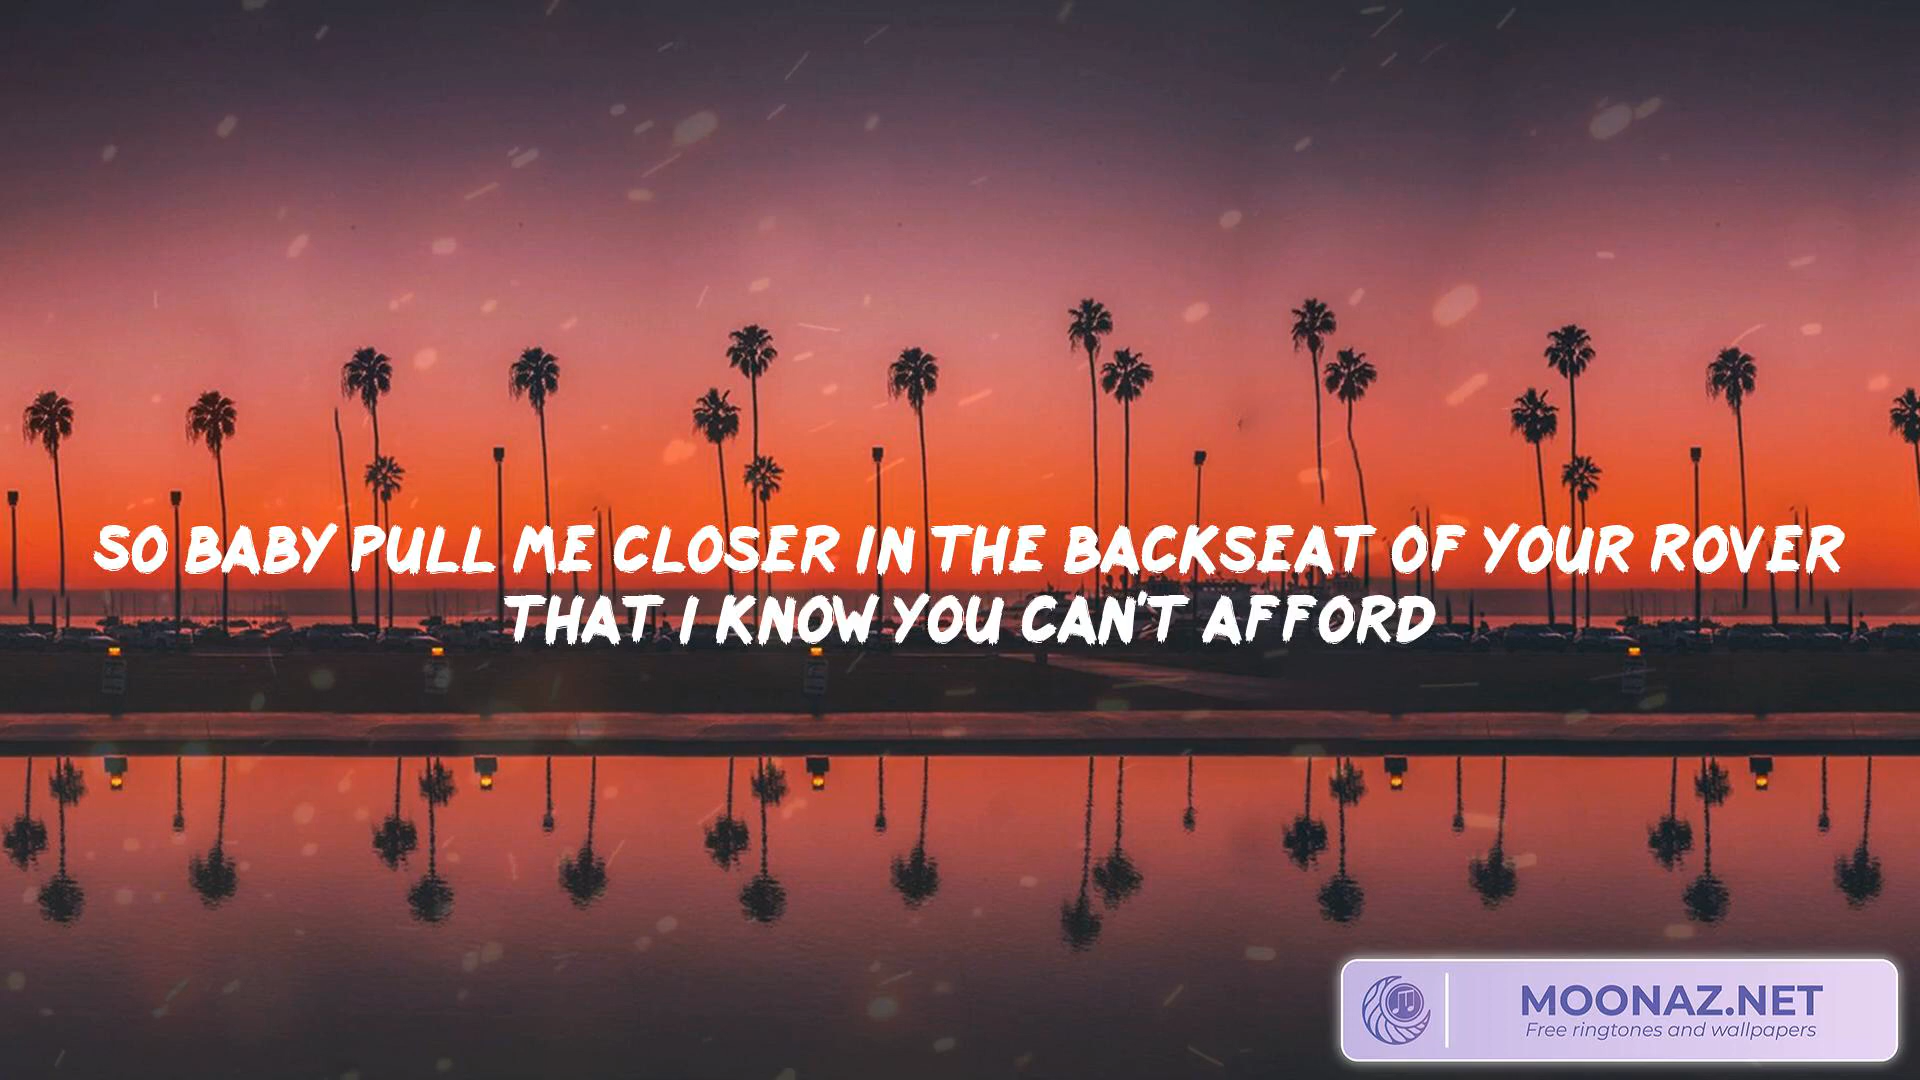 SO BABY PULL ME CLOSER IN THE BACKSEAT OF YOUR ROVER
THAT I KNOW YOU CAN'T AFFORD
MOONAZ.NET
Free ringtones and wallpapers